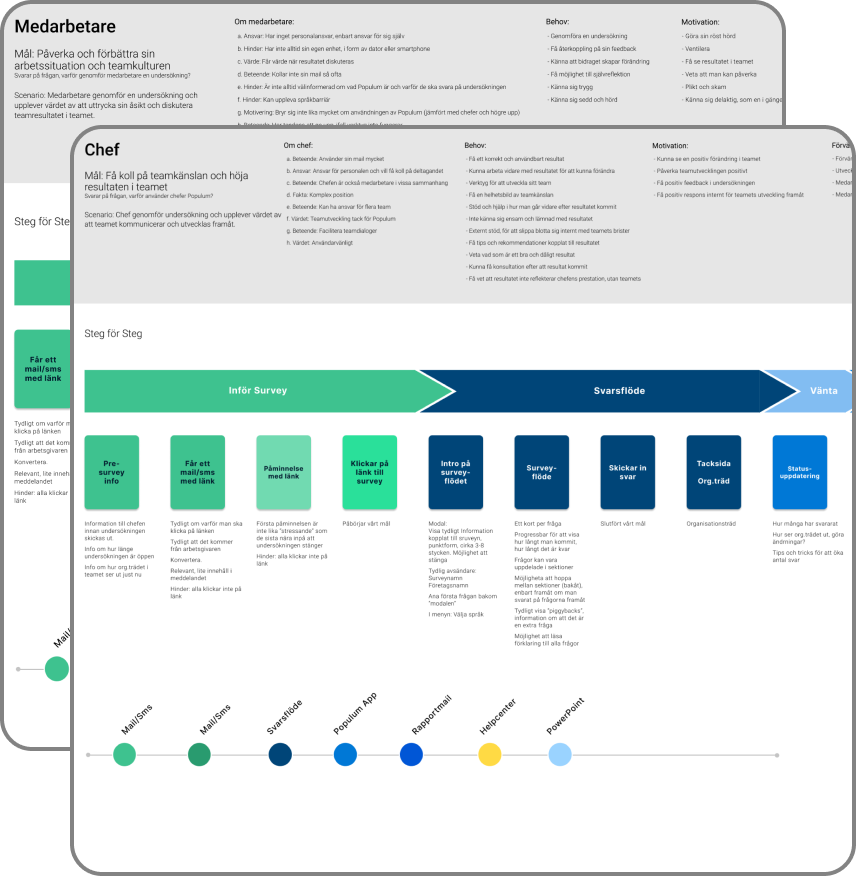 Medarbetare
Mål: Påverka och förbättra sin
arbetssituation och teamkulturen
Svarar på frågan, varför genomför medarbetare en undersökning?
Scenario: Medarbetare genomför en undersökning och
upplever värdet av att uttrycka sin åsikt och diskutera
teamresultatet i teamet.
Om medarbetare:
a. Ansvar: Har inget personalansvar, enbart ansvar för sig själv
b. Hinder: Har inte alltid sin egen enhet, i form av dator eller smartphone
c. Värde: Får värde när resultatet diskuteras
d. Beteende: Kollar inte sin mail så ofta
e. Hinder: Är inte alltid välinformerad om vad Populum är och varför de ska svara på undersökningen
f. Hinder: Kan uppleva språkbarriär
g. Motivering: Bryr sig inte lika mycket om användningen av Populum (jämfört med chefer och högre upp)
Behov:
- Genomföra en undersökning
- Få återkoppling på sin feedback
- Känna att bidraget skapar förändring
- Få möjlighet till självreflektion
- Känna sig trygg
- Känna sig sedd och hörd
Motivation:
- Göra sin röst hörd
- Ventilera
- Få se resultatet i teamet
- Veta att man kan påverka
- Plikt och skam
- Känna sig delaktig, som en i gänge
Steg för Ste
Får ett
mail/sms
med länk
Tydligt om varför m
klicka på länken
Tydligt att det kom
från arbetsgivaren
Konvertera
Relevant, lite inneh
meddelandet
Hinder: alla klickar
länk
Mail/
Chef
Mål: Få koll på teamkänslan och höja
resultaten i teamet
Svarar på frågan, varför använder chefer Populum?
Scenario: Chef genomför undersökning och upplever värdet av
att teamet kommunicerar och utvecklas framåt.
Om chef:
a. Beteende: Använder sin mail mycket
b. Ansvar: Ansvar för personalen och vill få koll på deltagandet
c. Beteende: Chefen är också medarbetare i vissa sammanhang
d. Fakta: Komplex position
e. Beteende: Kan ha ansvar för flera team
f. Värdet: Teamutveckling tack för Populum
g. Beteende: Facilitera teamdialoger
h. Värdet: Användarvänligt
Behov:
- Få ett korrekt och användbart resultat
- Kunna arbeta vidare med resultatet för att kunna förändra
- Verktyg för att utveckla sitt team
- Få en helhetsbild av teamkänslan
- Stöd och hjälp i hur man går vidare efter resultatet kommit
- Inte känna sig ensam och lämnad med resultatet
- Externt stöd, för att slippa blotta sig internt med teamets brister
- Få tips och rekommendationer kopplat till resultatet
- Veta vad som är ett bra och dåligt resultat
- Kunna få konsultation efter att resultat kommit
- Få vet att resultatet inte reflekterar chefens prestation, utan teamets
Motivation:
- Kunna se en positiv förändring i teamet
- Påverka teamutvecklingen positivt
- Få positiv feedback i undersökningen
- Få positiv respons internt för teamets utveckling framåt
Förva
- Förvän
- Utveck
- Medar
- Medar
Steg för Steg
Inför Survey
Svarsflöde
Vänta
Pre-
survey
info
Får ett
mail/sms
med länk
Påminnelse
med länk
Klickar på
länk till
survey
Intro på
survey-
flödet
Survey-
flöde
Skickar in
svar
Tacksida
Org.träd
Status-
uppdatering
Information till chefen
innan undersökningen
skickas ut.
Info om hur länge
undersökningen är öppen
Info om hur org trädet i
teamet ser ut just nu
Tydligt om varför man ska
klicka på länken
Tydligt att det kommer
från arbetsgivaren
Konvertera
Relevant, lite innehåll i
meddelandet
Hinder: alla klickar inte på
länk
Första påminnelsen är
inte lika "stressande" som
de sista nära inpå att
undersökningen stänger
Hinder: alla klickar inte på
länk
Påbörjar vårt mål
Modal:
Visa tydligt Information
kopplat till sruveyn,
punktform, cirka 3-8
stycken. Möjlighet att
stänga
Tydlig avsändare:
Surveynamn
Företagsnamn
Ana första frågan bakom
"modalen"
I menyn: Välja språk
Ett kort per fråga
Progressbar för att visa
hur långt man kommit,
hur långt det är kvar
Frågor kan vara
uppdelade i sektioner
Möjligheta att hoppa
mellan sektioner (bakåt),
enbart framåt om man
svarat på frågorna framåt
Tydligt visa "piggybacks",
information om att det är
en extra fråga
Möjlighet att läsa
förklaring till alla frågor
Slutfört vårt mål
Organisationsträd
Hur många har svararat
Hur ser org.trädet ut, göra
ändrningar?
Tips och tricks för att öka
antal svar
Mail/Sms
Mail/Sms
Svarsflöde
Populum App
Rapportmail
Helpcenter
PowerPoint